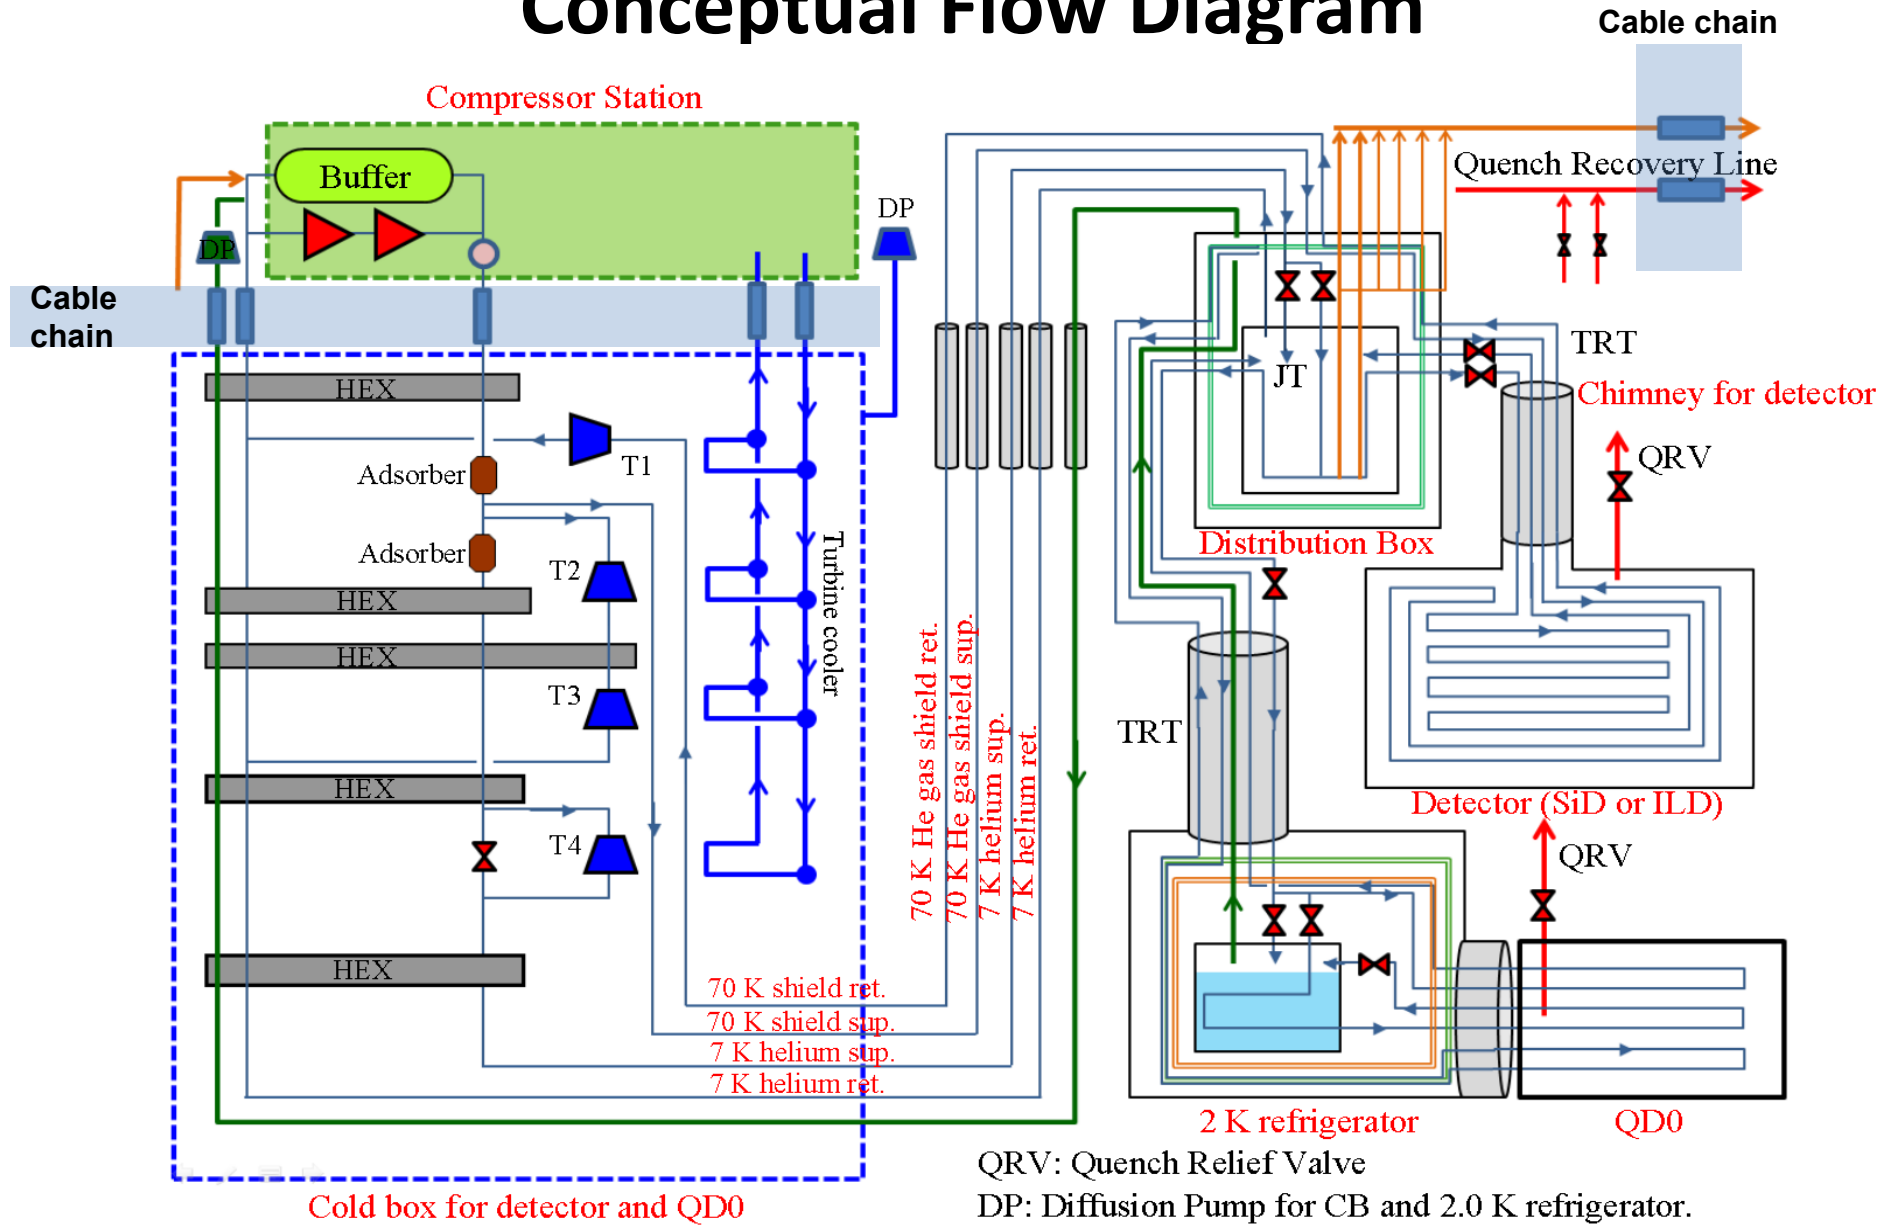 Conceptual Flow Diagram
Cable chain
Compressor Station
Buffer
Quench Recovery Line
DP
DP
Cable
chain
TRT
HEX
JT
Chimney for detector
T1
QRV
Adsorber
Adsorber
Distribution Box
T2
Turbine cooler
HEX
HEX
T3
70 K He gas shield ret.
70 K He gas shield sup.
7 K helium sup.
7 K helium ret.
TRT
HEX
Detector (SiD or ILD)
T4
QRV
HEX
70 K shield ret.
70 K shield sup.
7 K helium sup.
7 K helium ret.
2 K refrigerator
QD0
QRV: Quench Relief Valve
Cold box for detector and QD0
DP: Diffusion Pump for CB and 2.0 K refrigerator.